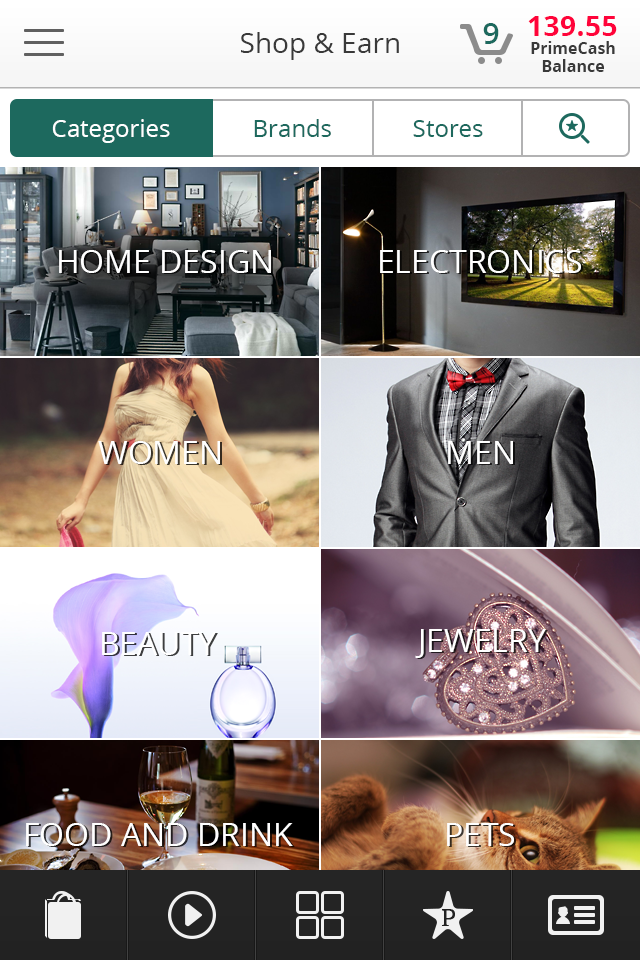 Shop & Earn
9
139.55
PrimeCash
Balance
Categories
Brands
Stores
HOME DESIGN
ELECTRONICS
WOMEN
MEN
BEAUTY
JEWELRY
FOOD AND DRINK
PETS
P